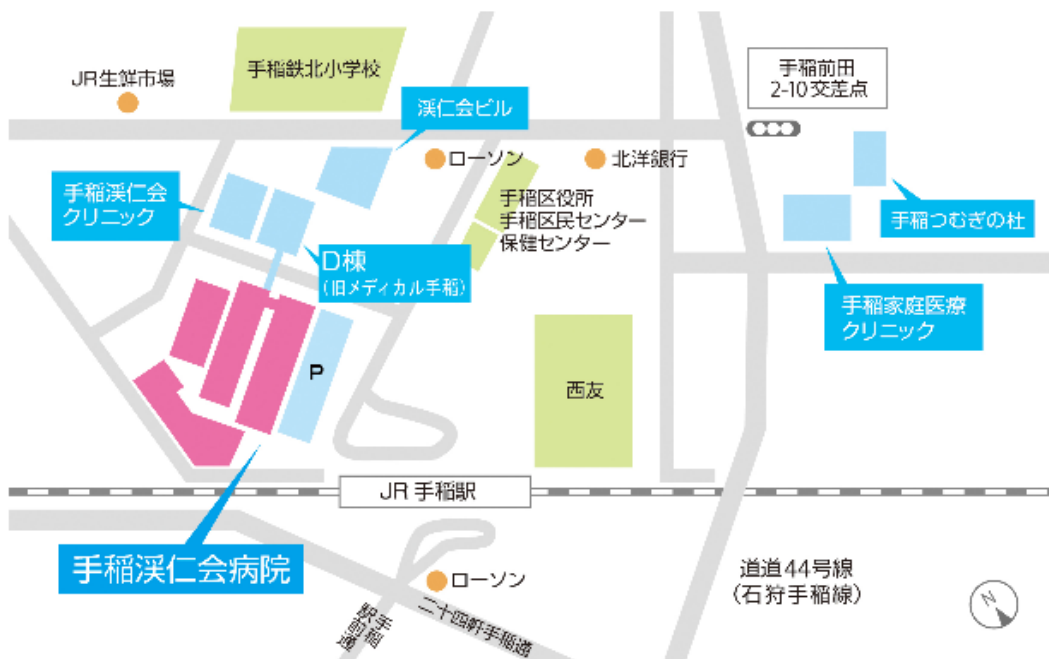 手稲鉄北小学校
JR生鮮市場
手稲前田
2-10交差点
渓仁会ビル
ローソン
北洋銀行
手稲渓仁会
クリニック
手稲区役所
手稲区民センター
保健センター
手稲つむぎの杜
D棟
(旧メディカル手稲)
手稲家庭医療
クリニック
P
西友
JR 手稲駅
手稲渓仁会病院
ローソン
道道44号線
(石狩手稲線)
二十四軒手稲通
手稲
駅前通
N